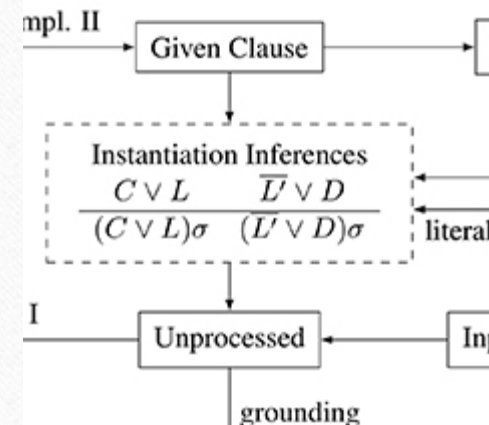 mpl. II
Given Clause
Instantiation Inferences
C ∨ L    L̅'̅ ∨ D
(C ∨ L)σ    (L̅'̅ ∨ D)σ
literal
I
Unprocessed
Inp
grounding